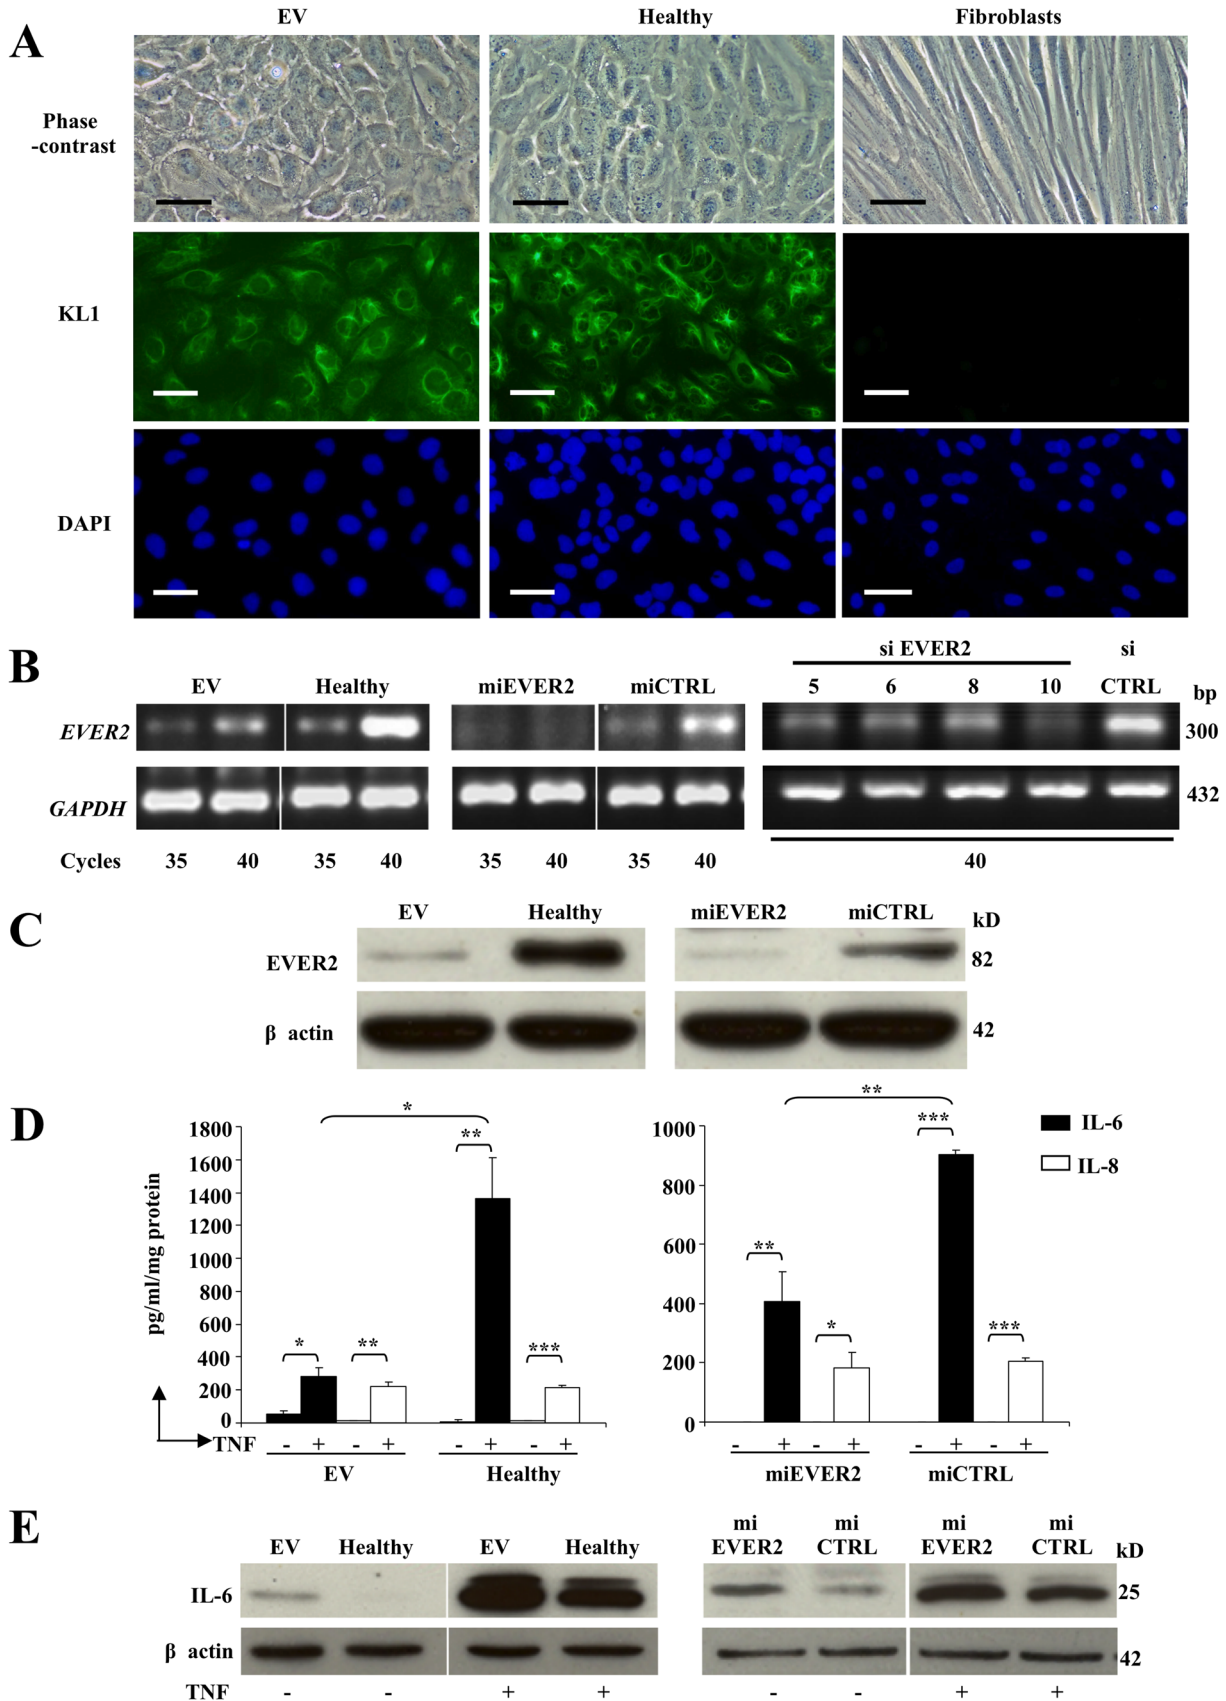 A
EV Healthy Fibroblasts
Phase
-contrast
KL1
DAPI
B
si EVER2 si
EV Healthy miEVER2 miCTRL 5 6 8 10 CTRL bp
EVER2 300
GAPDH 432
Cycles 35 40 35 40 35 40 35 40 40
C
EV Healthy miEVER2 miCTRL kD
EVER2 82
β actin 42
D
pg/ml/mg protein
1800
1600
1400
1200
1000
800
600
400
200
0
* ** * ** ***
TNF - + - + - + - +
EV Healthy
1000
800
600
400
200
0
** *** ** * ***
- + - + - + - +
miEVER2 miCTRL
IL-6
IL-8
E
EV Healthy EV Healthy
mi mi mi mi
EVER2 CTRL EVER2 CTRL kD
IL-6 25
β actin 42
TNF - - + + - - + +